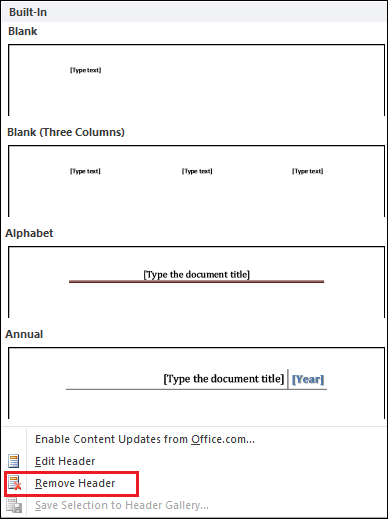 Built-In
Blank
[Type text]
Blank (Three Columns)
[Type text] [Type text] [Type text]
Alphabet
[Type the document title]
Annual
[Type the document title] [Year]
Enable Content Updates from Office.com...
Edit Header
Remove Header
Save Selection to Header Gallery...